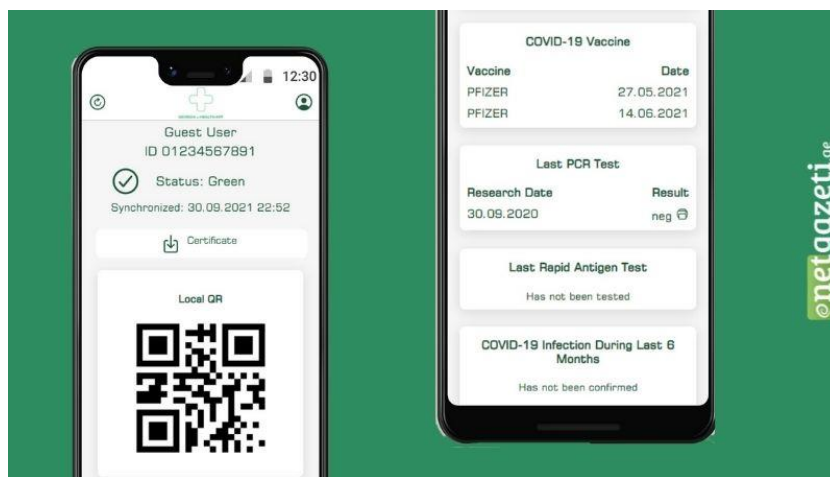 12:30
Guest User
ID 01234567891
Status: Green
Synchronized: 30.09.2021 22:52
Certificate
Local QR
COVID-19 Vaccine
Vaccine Date
PFIZER 27.05.2021
PFIZER 14.06.2021
Last PCR Test
Research Date Result
30.09.2020 neg
Last Rapid Antigen Test
Has not been tested
COVID-19 Infection During Last 6
Months
Has not been confirmed
netgazeti.ge